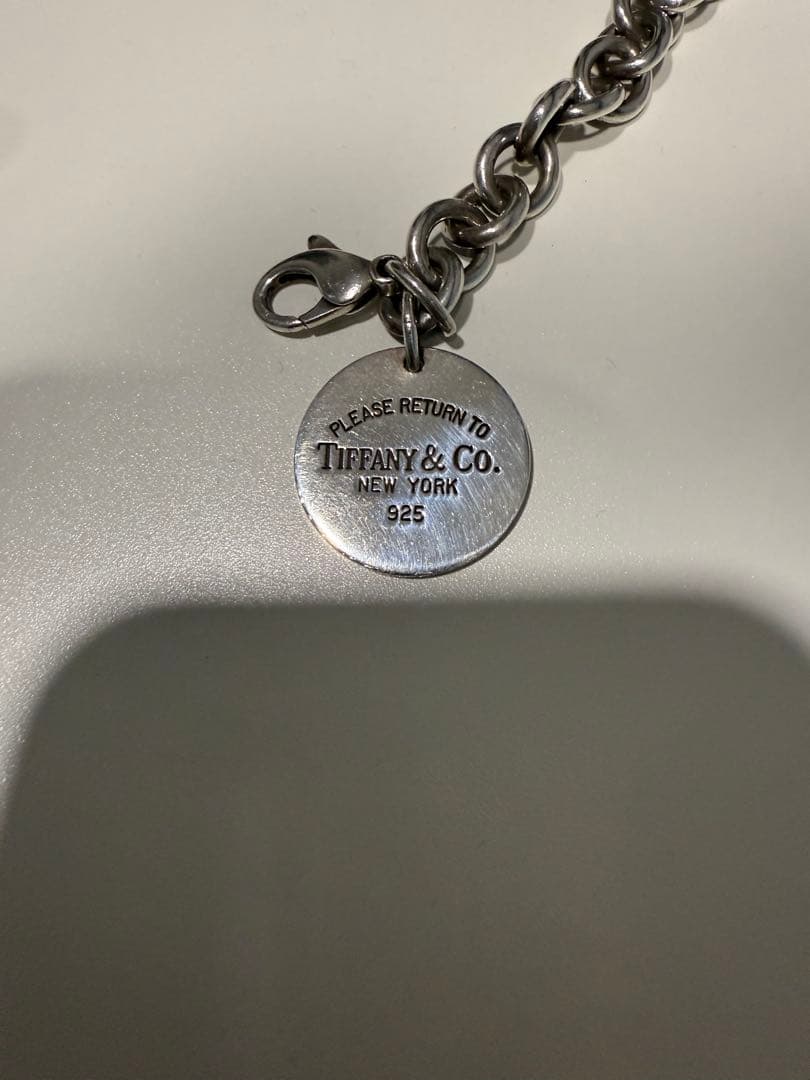 PLEASE RETURN TO
TIFFANY & CO.
NEW YORK
925